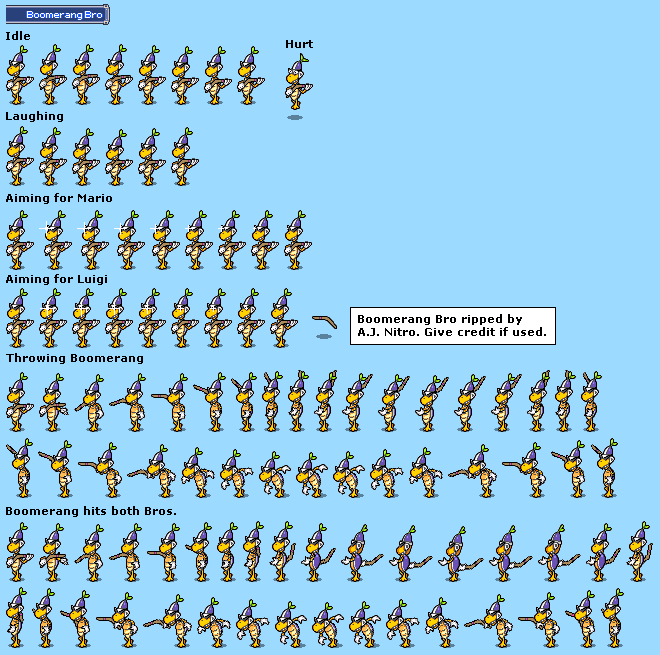 Boomerang Bro
Idle
Hurt
Laughing
Aiming for Mario
Aiming for Luigi
Boomerang Bro ripped by
A.J. Nitro. Give credit if used.
Throwing Boomerang
Boomerang hits both Bros.